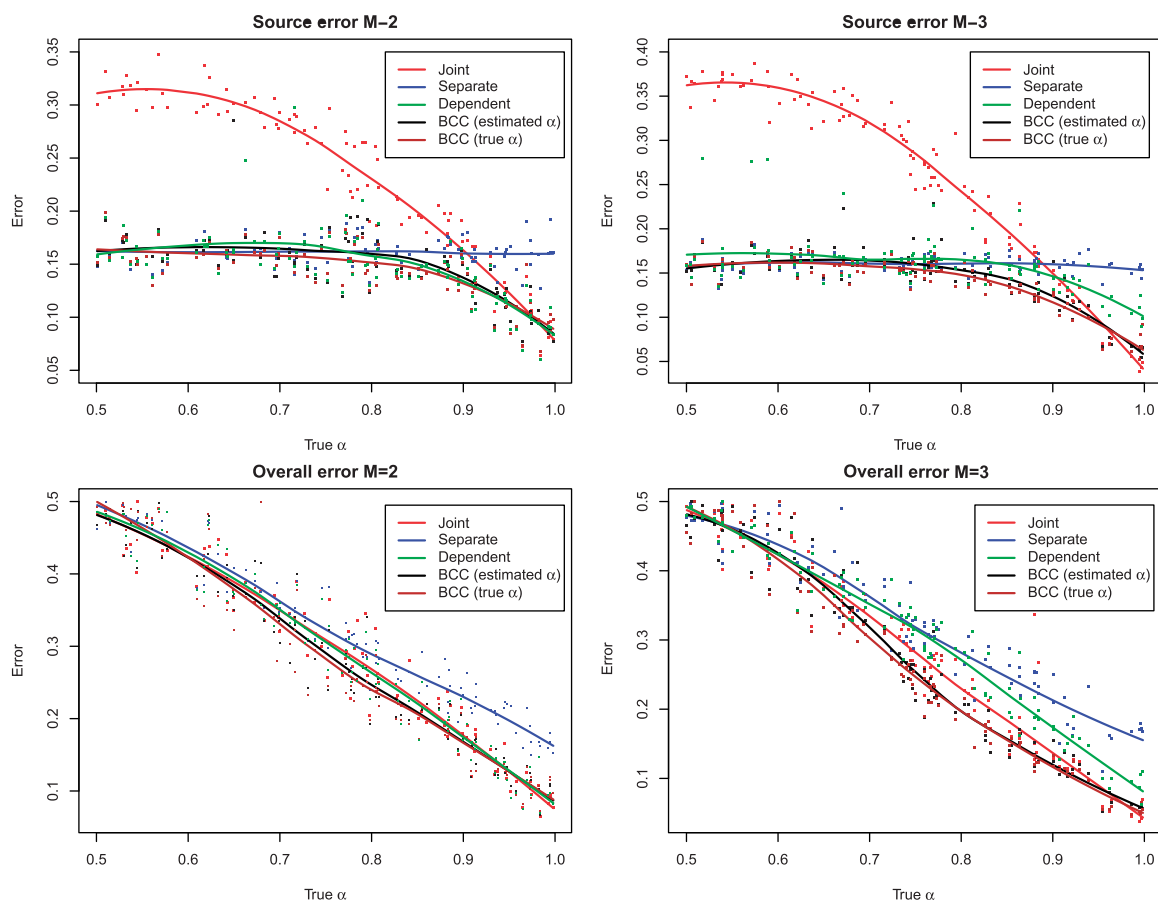 Source error M−2
Error
0.35
0.30
0.25
0.20
0.15
0.10
0.05
Joint
Separate
Dependent
BCC (estimated α)
BCC (true α)
0.5 0.6 0.7 0.8 0.9 1.0
True α
Source error M−3
Error
0.40
0.35
0.30
0.25
0.20
0.15
0.10
0.05
Joint
Separate
Dependent
BCC (estimated α)
BCC (true α)
0.5 0.6 0.7 0.8 0.9 1.0
True α
Overall error M=2
Error
0.5
0.4
0.3
0.2
0.1
Joint
Separate
Dependent
BCC (estimated α)
BCC (true α)
0.5 0.6 0.7 0.8 0.9 1.0
True α
Overall error M=3
Error
0.5
0.4
0.3
0.2
0.1
Joint
Separate
Dependent
BCC (estimated α)
BCC (true α)
0.5 0.6 0.7 0.8 0.9 1.0
True α